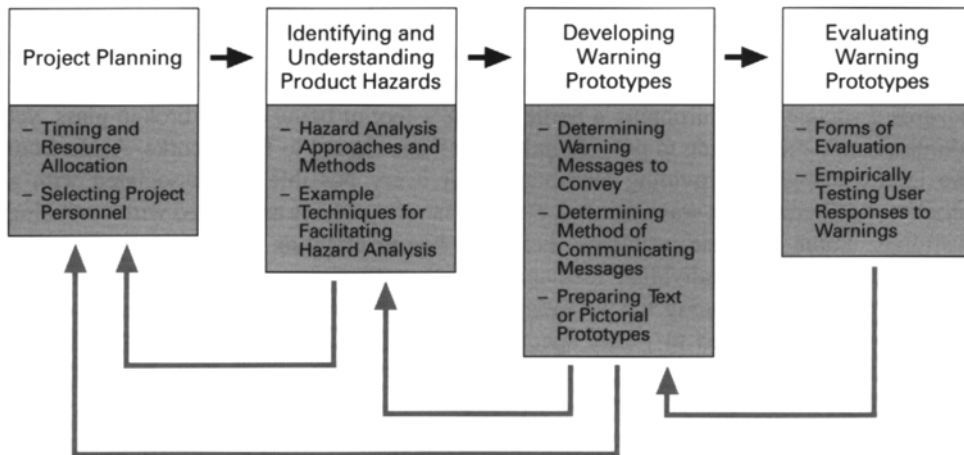 Project Planning
– Timing and
Resource
Allocation
– Selecting Project
Personnel
Identifying and
Understanding
Product Hazards
– Hazard Analysis
Approaches and
Methods
– Example
Techniques for
Facilitating
Hazard Analysis
Developing
Warning
Prototypes
– Determining
Warning
Messages to
Convey
– Determining
Method of
Communicating
Messages
– Preparing Text
or Pictorial
Prototypes
Evaluating
Warning
Prototypes
– Forms of
Evaluation
– Empirically
Testing User
Responses to
Warnings